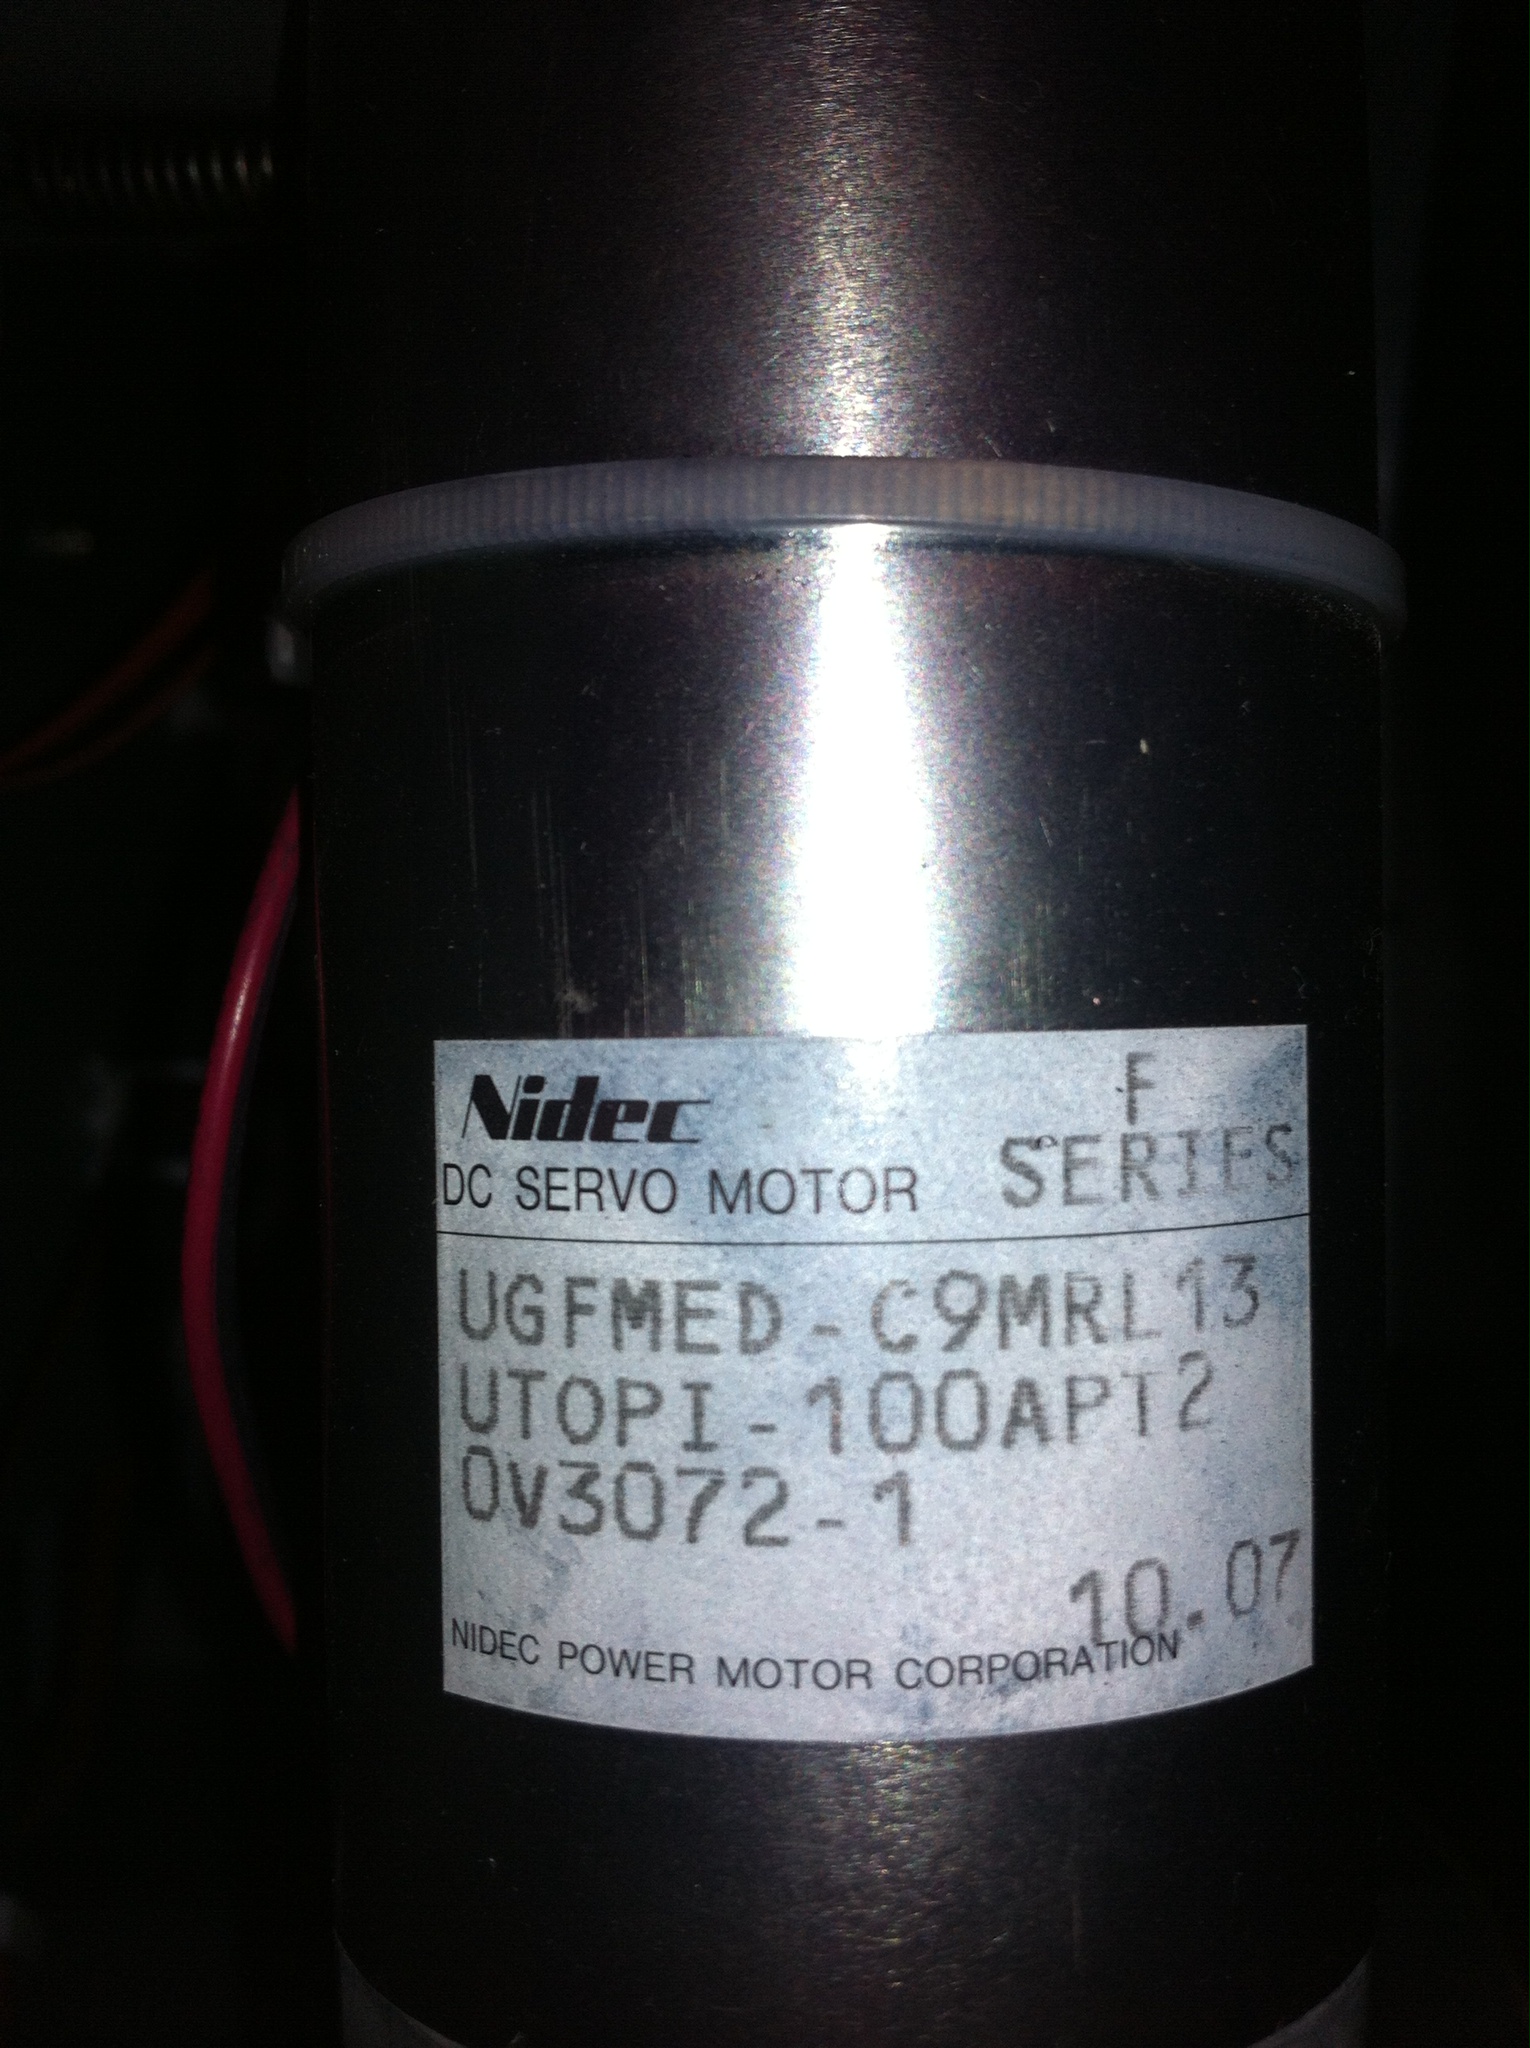 Nidec
F
DC SERVO MOTOR SERIES
UGFMED-C9MRL13
UTOPI-100APT2
0V3072-1
10.07
NIDEC POWER MOTOR CORPORATION